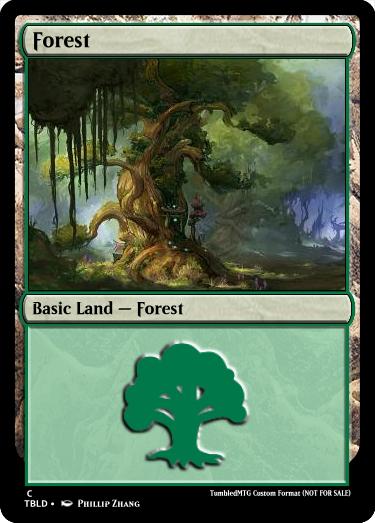 Forest
Basic Land — Forest
C
TBLD • Phillip Zhang
TumbledMTG Custom Format (NOT FOR SALE)